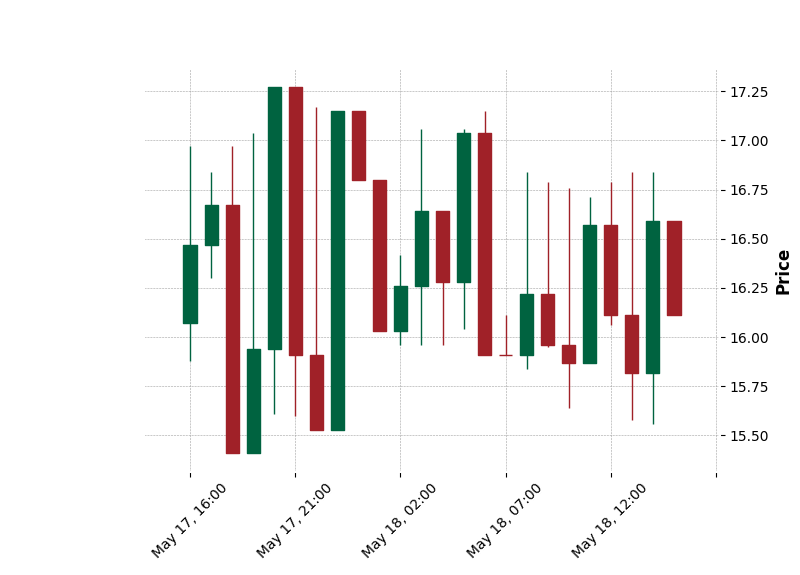 17.25
17.00
16.75
16.50
16.25
16.00
15.75
15.50
Price
May 17, 16:00
May 17, 21:00
May 18, 02:00
May 18, 07:00
May 18, 12:00